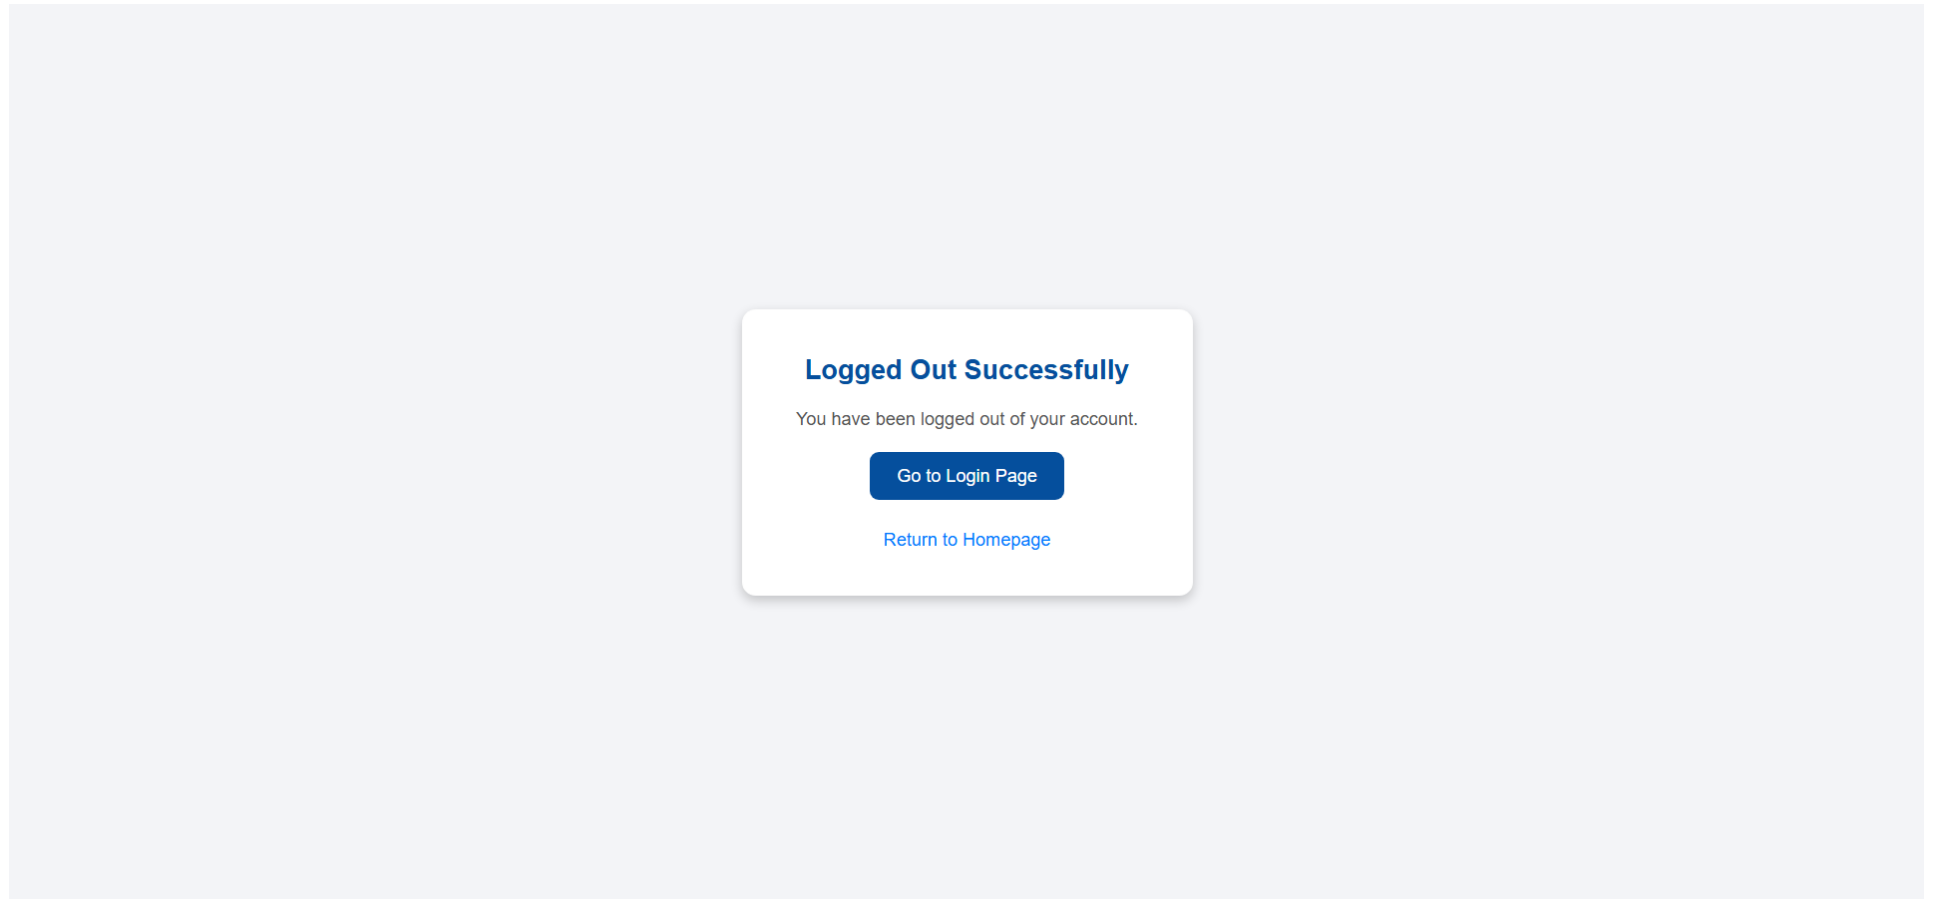 Logged Out Successfully
You have been logged out of your account.
Go to Login Page
Return to Homepage